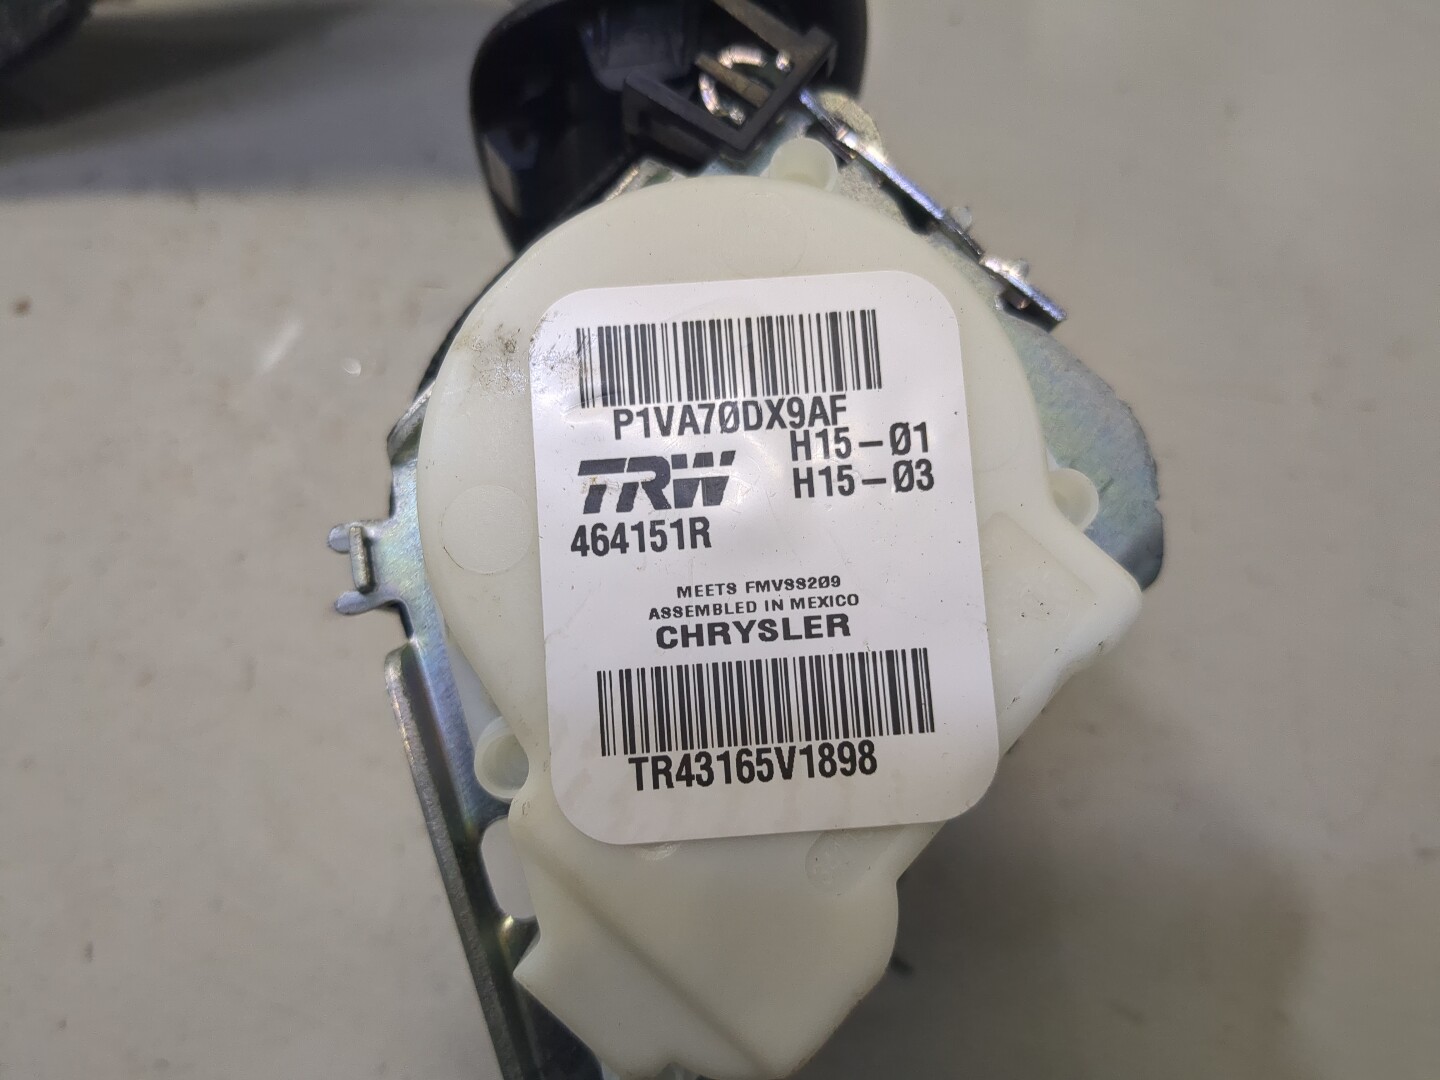 P1VA70DX9AF
H15-01
TRW H15-03
464151R
MEETS FMVSS209
ASSEMBLED IN MEXICO
CHRYSLER
TR43165V1898